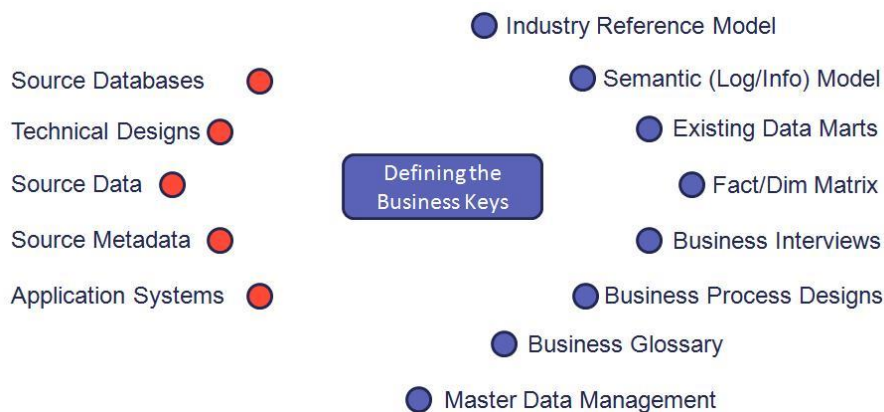 Industry Reference Model
Source Databases
Semantic (Log/Info) Model
Technical Designs
Existing Data Marts
Defining the
Business Keys
Source Data
Fact/Dim Matrix
Source Metadata
Business Interviews
Application Systems
Business Process Designs
Business Glossary
Master Data Management